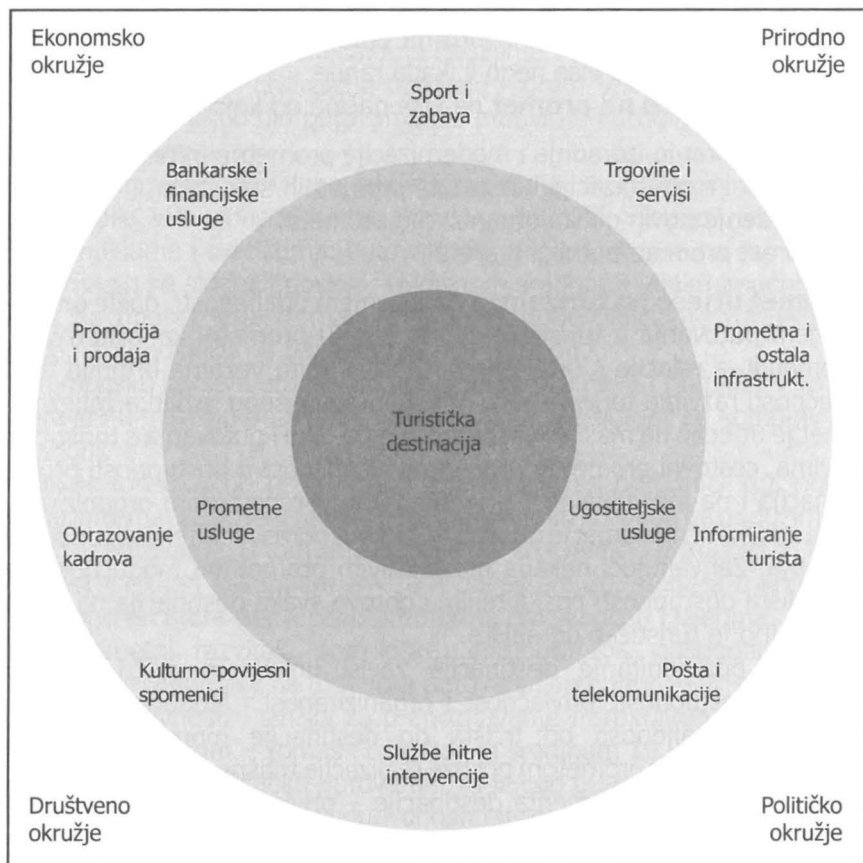 Ekonomsko
okružje
Prirodno
okružje
Sport i
zabava
Bankarske i
financijske
usluge
Trgovine i
servisi
Promocija
i prodaja
Prometna i
ostala
infrastrukt.
Turistička
destinacija
Prometne
usluge
Ugostiteljske
usluge
Obrazovanje
kadrova
Informiranje
turista
Kulturno-povijesni
spomenici
Pošta i
telekomunikacije
Službe hitne
intervencije
Društveno
okružje
Političko
okružje